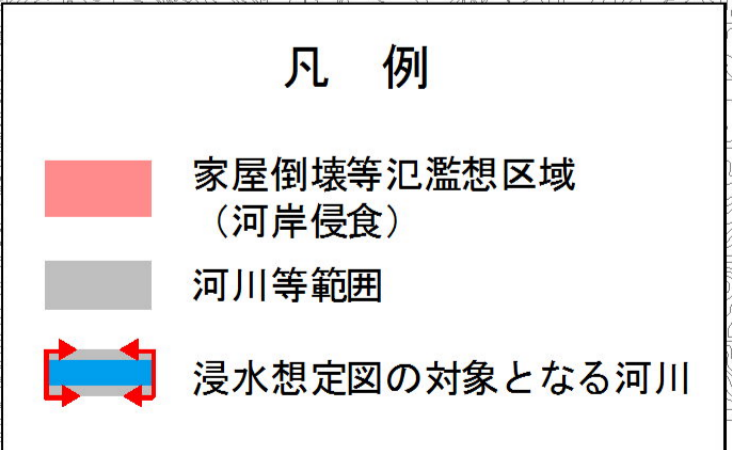 凡　例
家屋倒壊等氾濫想区域
（河岸侵食）
河川等範囲
浸水想定図の対象となる河川